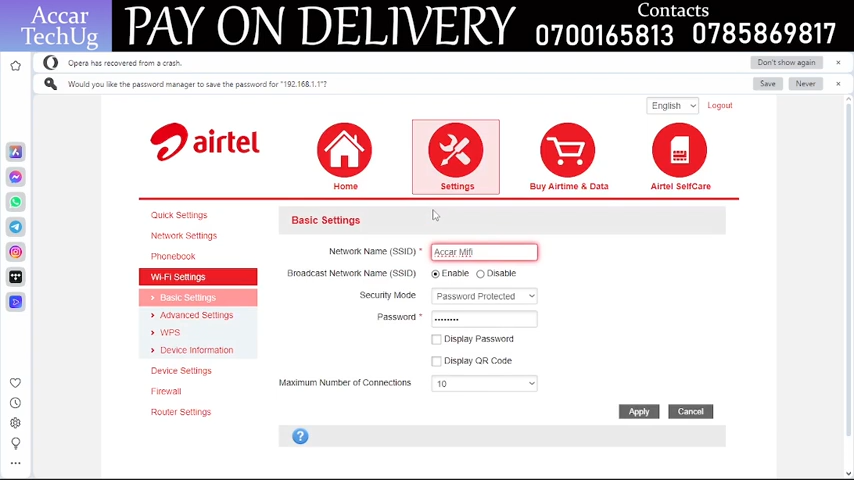 Accar
TechUg
PAY ON DELIVERY
Contacts
0700165813 0785869817
Opera has recovered from a crash.
Don't show again
×
Would you like the password manager to save the password for "192.168.1.1"?
Save
Never
×
English
Logout
airtel
Home
Settings
Buy Airtime & Data
Airtel SelfCare
Quick Settings
Network Settings
Phonebook
Wi-Fi Settings
Basic Settings
Advanced Settings
WPS
Device Information
Device Settings
Firewall
Router Settings
Basic Settings
Network Name (SSID) * Accar Mifi
Broadcast Network Name (SSID) Enable Disable
Security Mode Password Protected
Password * ••••••••
Display Password
Display QR Code
Maximum Number of Connections 10
Apply Cancel
?